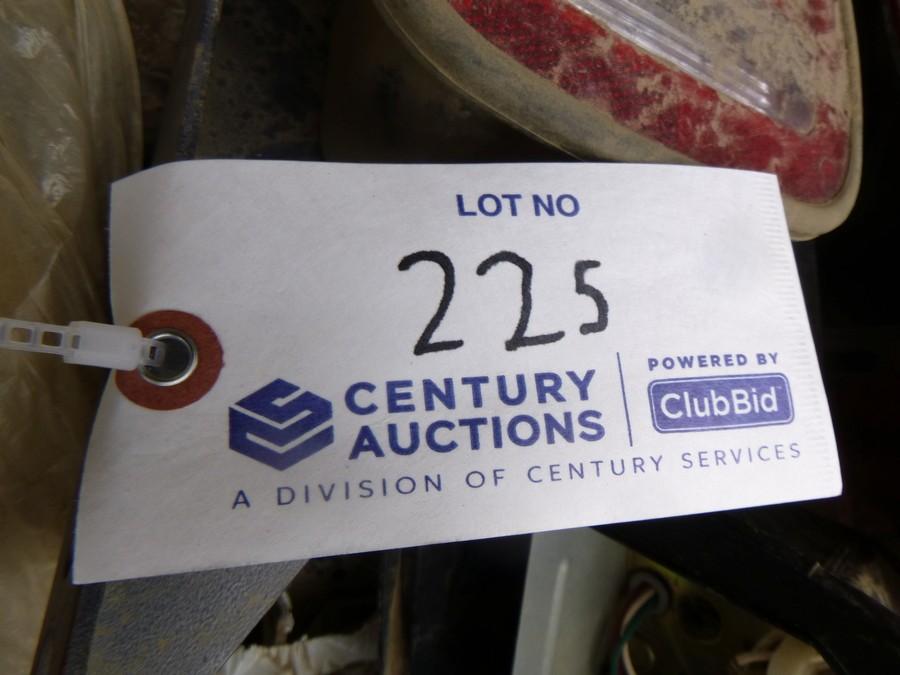 LOT NO
225
CENTURY AUCTIONS
A DIVISION OF CENTURY SERVICES
POWERED BY
ClubBid